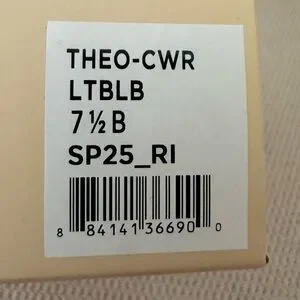 THEO-CWR
LTBLB
7 ½ B
SP25_RI
8 84141 36690 0